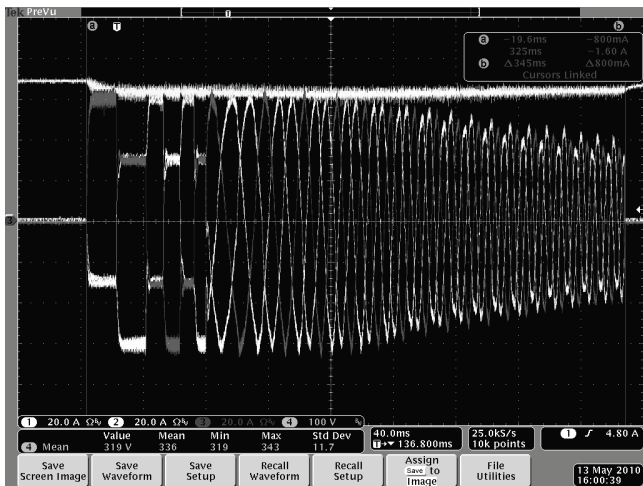 Tek PreVu
a
T
b
a −19.6ms −800mA
325ms −1.60 A
b Δ345ms Δ800mA
Cursors Linked
3
1 20.0 A Ω 2 20.0 A Ω 3 20.0 A Ω 4 100 V
Value Mean Min Max Std Dev
4 Mean 319 V 336 319 343 11.7
40.0ms
T→▼ 136.800ms
25.0kS/s
10k points
1 ∫ 4.80 A
Save Screen Image
Save Waveform
Save Setup
Recall Waveform
Recall Setup
Assign Save to Image
File Utilities
13 May 2010
16:00:39